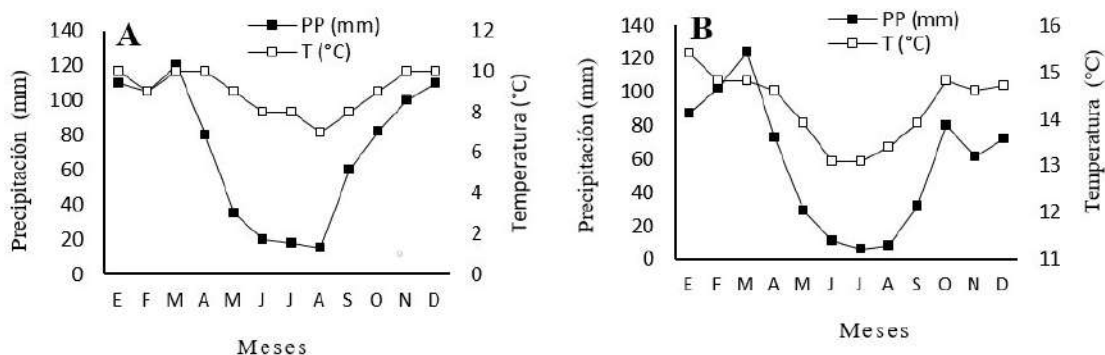 A
PP (mm)
T (°C)
Precipitación (mm)
140
120
100
80
60
40
20
0
12
10
8
6
4
2
0
Temperatura (°C)
E F M A M J J A S O N D
Meses
B
PP (mm)
T (°C)
Precipitación (mm)
140
120
100
80
60
40
20
0
16
15
14
13
12
11
Temperatura (°C)
E F M A M J J A S O N D
Meses